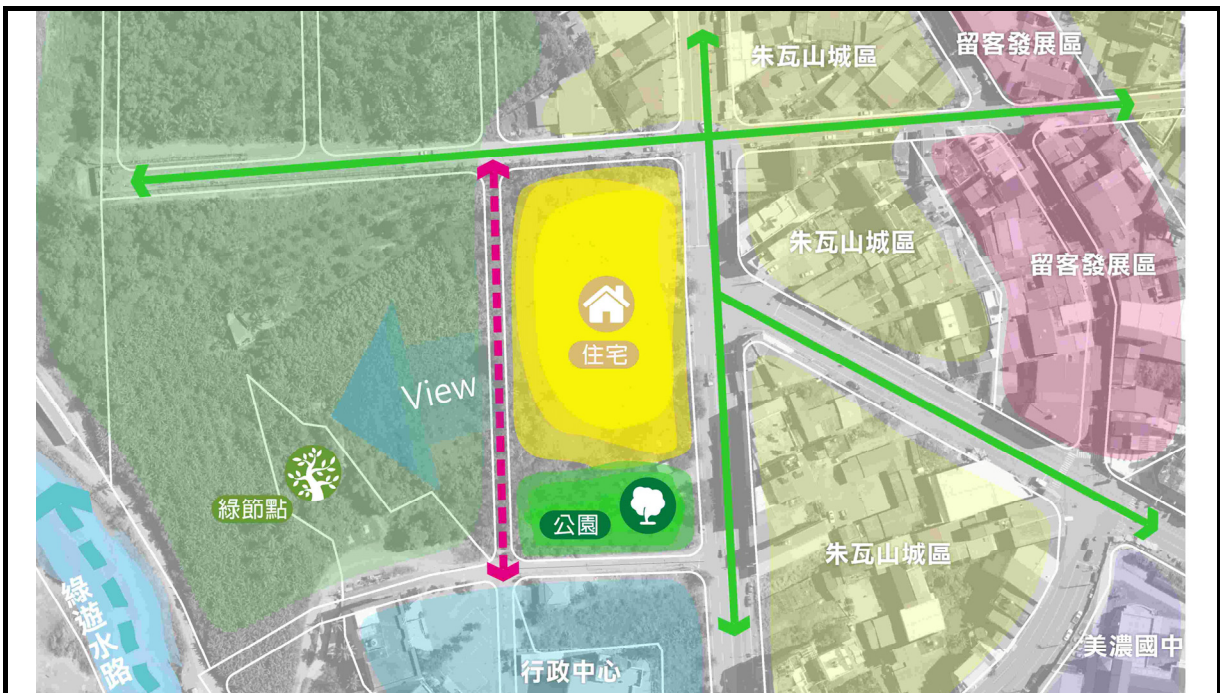 留客發展區
朱瓦山城區
朱瓦山城區
留客發展區
住宅
View
綠節點
公園
朱瓦山城區
綠遊水路
行政中心
美濃國中